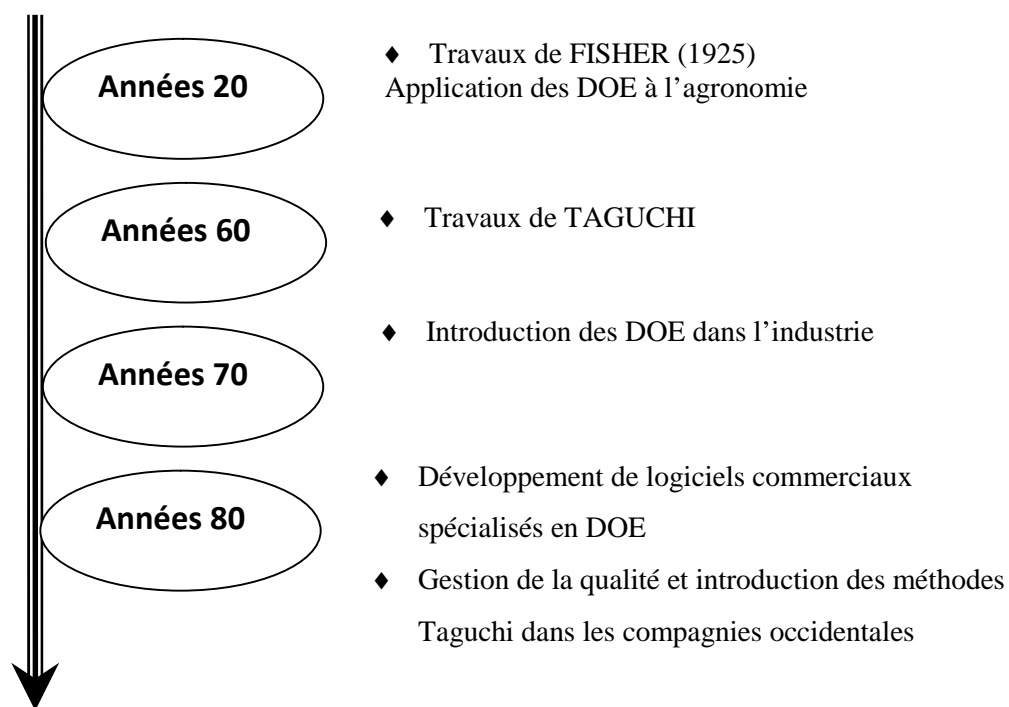 Années 20
♦ Travaux de FISHER (1925)
Application des DOE à l’agronomie
Années 60
♦ Travaux de TAGUCHI
♦ Introduction des DOE dans l’industrie
Années 70
Années 80
♦ Développement de logiciels commerciaux
spécialisés en DOE
♦ Gestion de la qualité et introduction des méthodes
Taguchi dans les compagnies occidentales